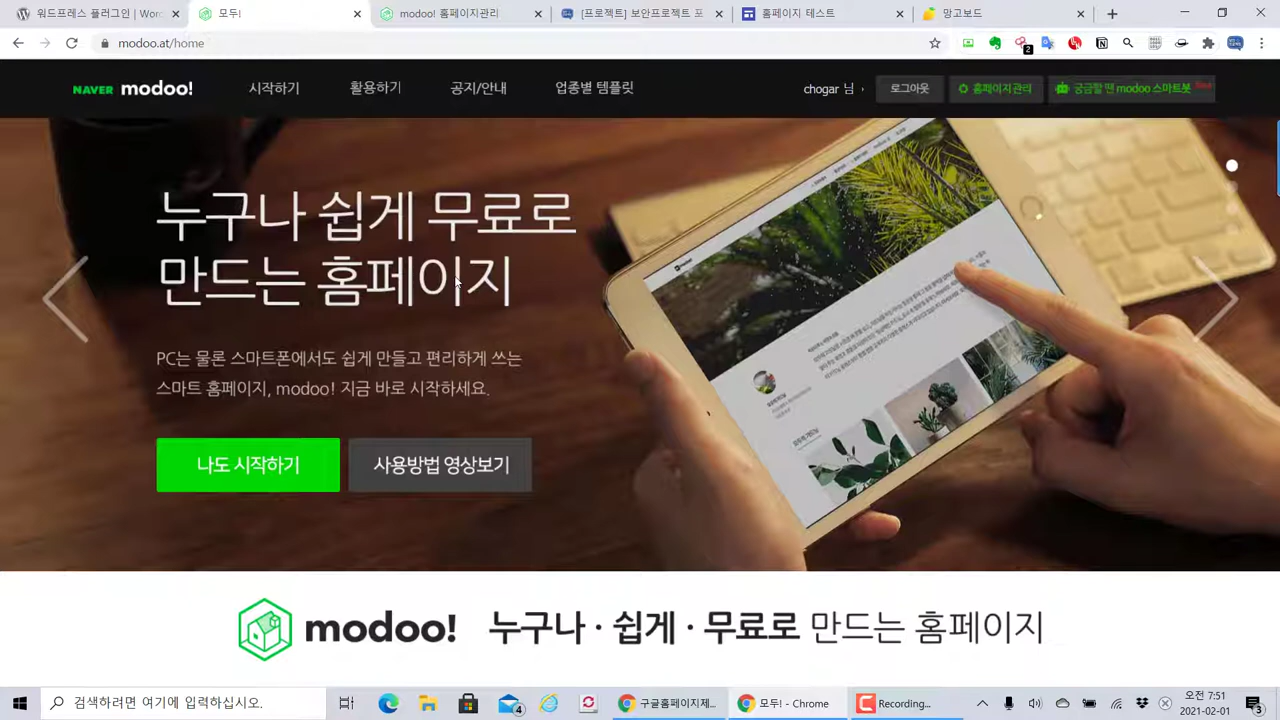 워드프레스 플러그인 | Worc
모두!
modoo! 홈페이지관리
[프로젝트] 보안프로젝트 포
페이지 테스트
망고보드
modoo.at/home
2
NAVER modoo!
시작하기
활용하기
공지/안내
업종별 템플릿
chogar 님
로그아웃
홈페이지관리
궁금할 땐 modoo 스마트봇 Beta
누구나 쉽게 무료로
만드는 홈페이지
PC는 물론 스마트폰에서도 쉽게 만들고 편리하게 쓰는
스마트 홈페이지, modoo! 지금 바로 시작하세요.
나도 시작하기
사용방법 영상보기
modoo! 누구나 · 쉽게 · 무료로 만드는 홈페이지
검색하려면 여기에 입력하십시오.
4
구글홈페이지제...
모두! - Chrome
Recording...
오전 7:51
2021-02-01
3